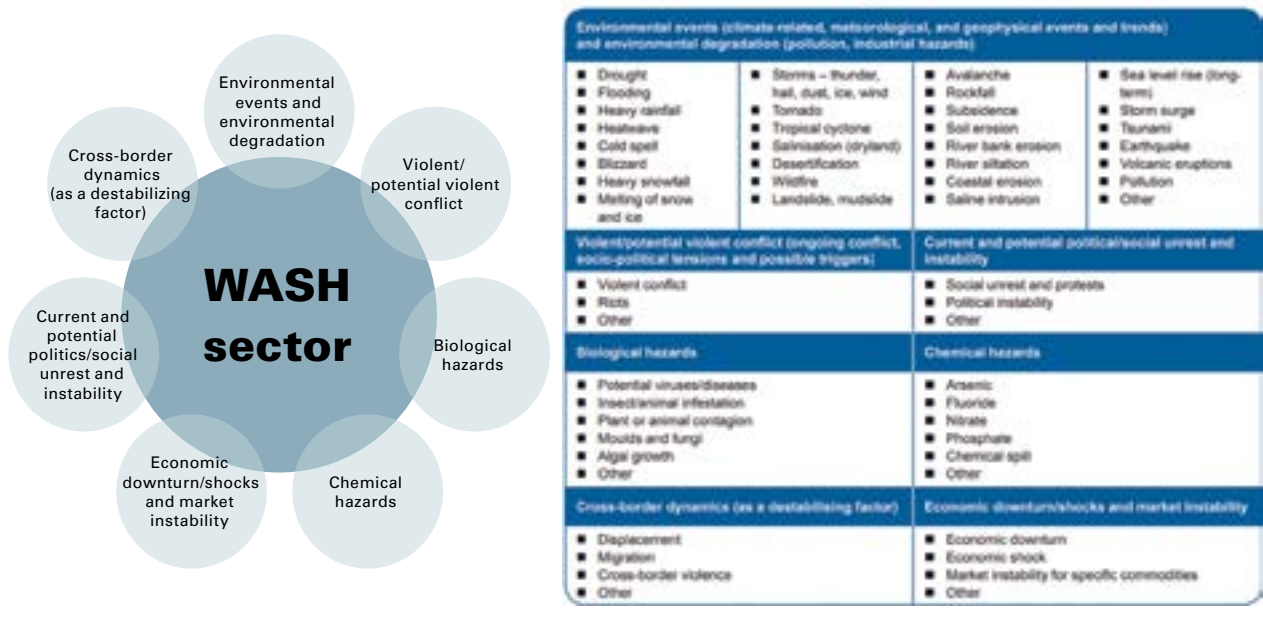 Environmental
events and
environmental
degradation
Violent/
potential violent
conflict
Biological
hazards
Chemical
hazards
Economic
downturn/shocks
and market
instability
Current and
potential
politics/social
unrest and
instability
Cross-border
dynamics
(as a destabilizing
factor)
WASH
sector
Environmental events (climate-related, meteorological, and geophysical events and trends)
and environmental degradation (pollution, industrial hazards)
■ Drought
■ Flooding
■ Heavy rainfall
■ Heatwave
■ Cold spell
■ Blizzard
■ Heavy snowfall
■ Melting of snow
and ice
■ Storms – thunder,
hail, dust, ice, wind
■ Tornado
■ Tropical cyclone
■ Salinisation (dryland)
■ Desertification
■ Wildfire
■ Landslide, mudslide
■ Avalanche
■ Rockfall
■ Subsidence
■ Soil erosion
■ River bank erosion
■ River siltation
■ Coastal erosion
■ Saline intrusion
■ Sea level rise (long-
term)
■ Storm surge
■ Tsunami
■ Earthquake
■ Volcanic eruptions
■ Pollution
■ Other
Violent/potential violent conflict (ongoing conflict,
socio-political tensions and possible triggers)
■ Violent conflict
■ Riots
■ Other
Current and potential political/social unrest and
instability
■ Social unrest and protests
■ Political instability
■ Other
Biological hazards
■ Potential viruses/diseases
■ Insect/animal infestation
■ Plant or animal contagion
■ Moulds and fungi
■ Algal growth
■ Other
Chemical hazards
■ Arsenic
■ Fluoride
■ Nitrate
■ Phosphate
■ Chemical spill
■ Other
Cross-border dynamics (as a destabilising factor)
■ Displacement
■ Migration
■ Cross-border violence
■ Other
Economic downturn/shocks and market instability
■ Economic downturn
■ Economic shock
■ Market instability for specific commodities
■ Other